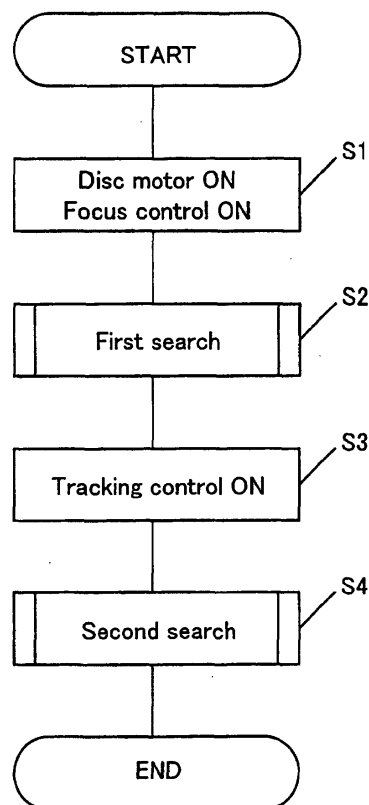 START
Disc motor ON
Focus control ON
S1
First search
S2
Tracking control ON
S3
Second search
S4
END